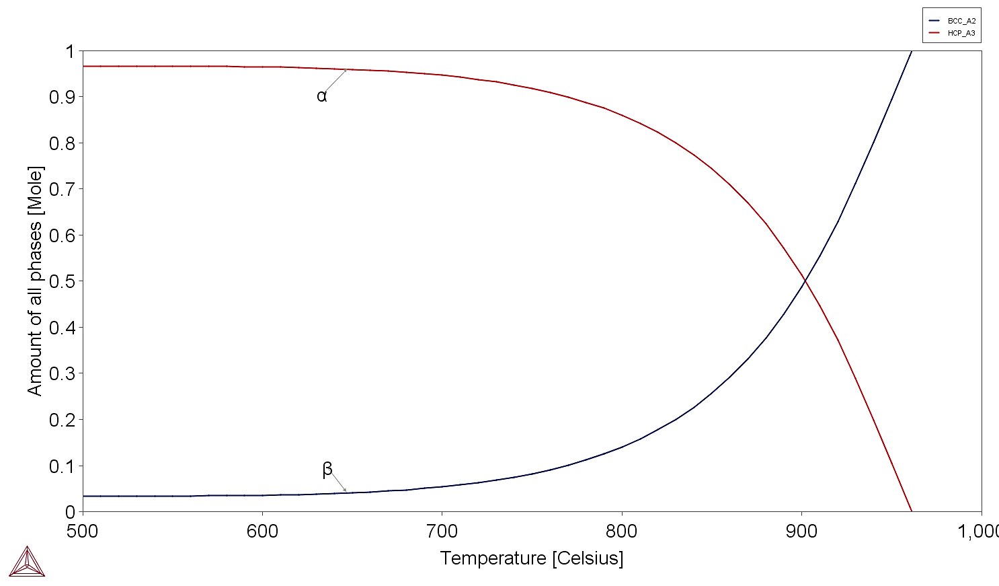 BCC_A2
HCP_A3
1
0.9
0.8
0.7
0.6
0.5
0.4
0.3
0.2
0.1
0
Amount of all phases [Mole]
α
β
500 600 700 800 900 1,00
Temperature [Celsius]